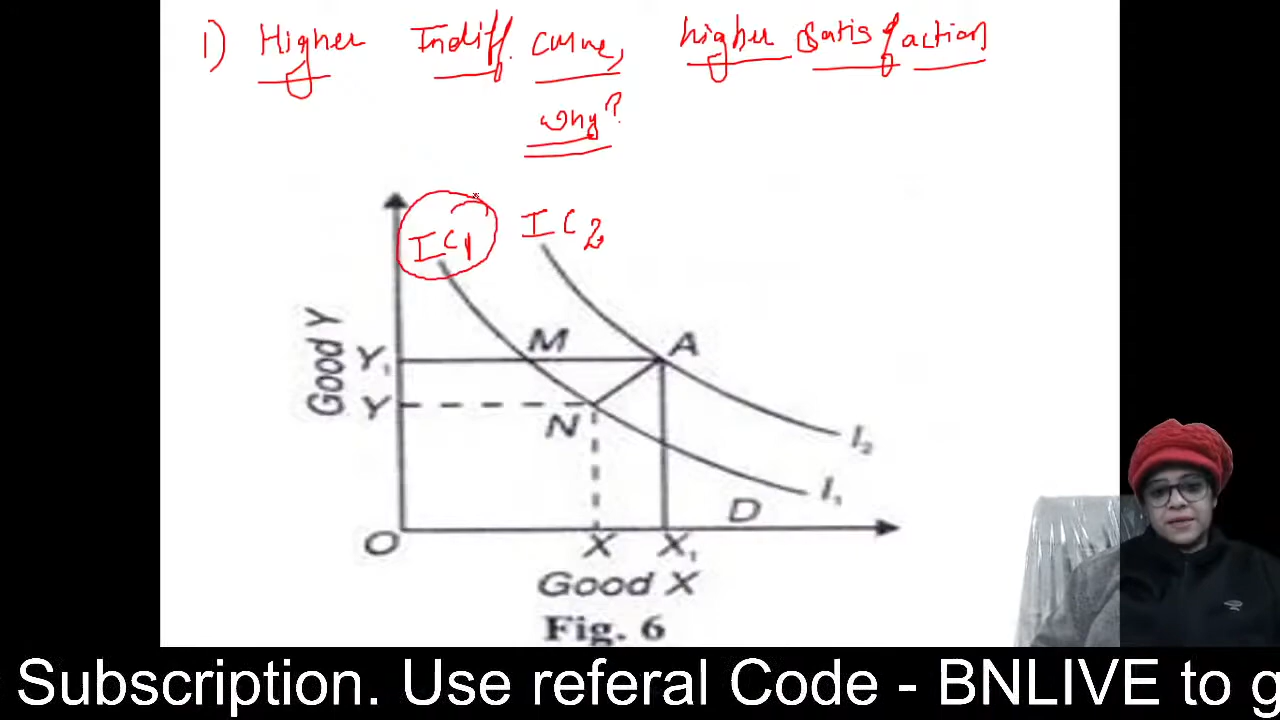 1) Higher Indiff. curve, higher satisfaction
why?
IC1 IC2
Good Y
Y1 M A
Y N
I2
I1
D
O X X1
Good X
Fig. 6
Subscription. Use referal Code - BNLIVE to g